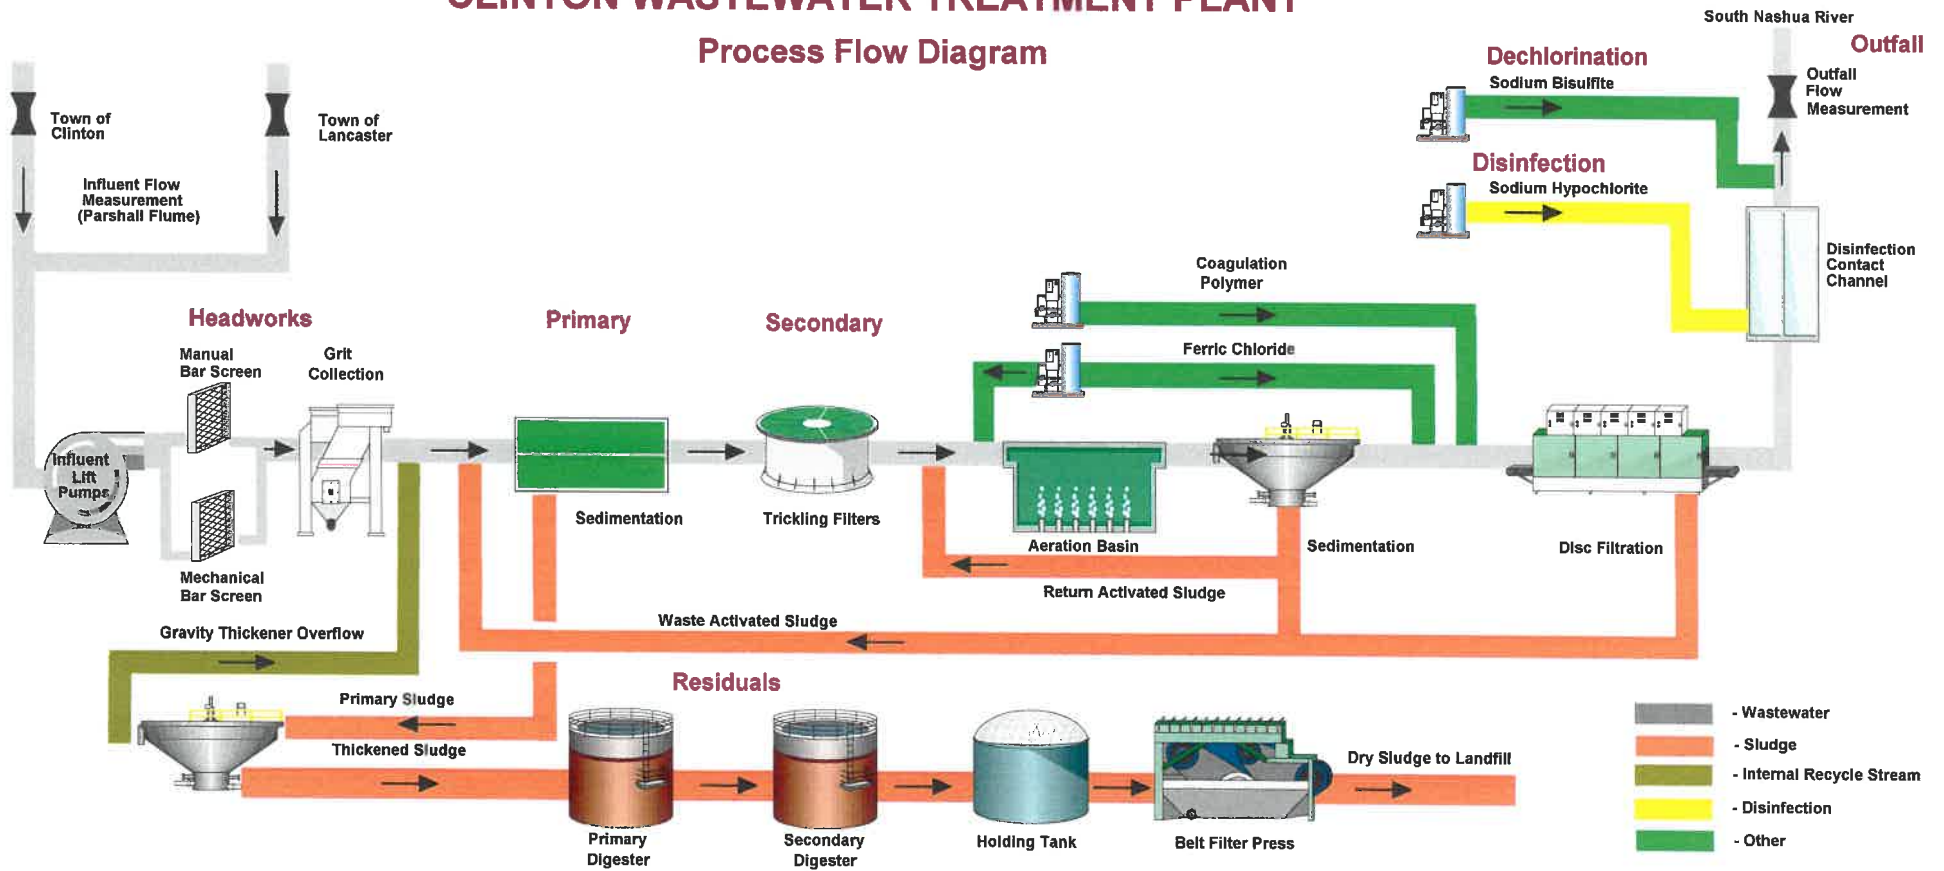 CLINTON WASTEWATER TREATMENT PLANT
Process Flow Diagram
South Nashua River
Outfall
Outfall
Flow
Measurement
Dechlorination
Sodium Bisulfite
Disinfection
Sodium Hypochlorite
Disinfection
Contact
Channel
Town of
Clinton
Town of
Lancaster
Influent Flow
Measurement
(Parshall Flume)
Coagulation
Polymer
Ferric Chloride
Headworks
Primary
Secondary
Manual
Bar Screen
Grit
Collection
Influent
Lift
Pumps
Mechanical
Bar Screen
Sedimentation
Trickling Filters
Aeration Basin
Sedimentation
Disc Filtration
Return Activated Sludge
Waste Activated Sludge
Gravity Thickener Overflow
Residuals
Primary Sludge
Thickened Sludge
Primary
Digester
Secondary
Digester
Holding Tank
Belt Filter Press
Dry Sludge to Landfill
- Wastewater
- Sludge
- Internal Recycle Stream
- Disinfection
- Other